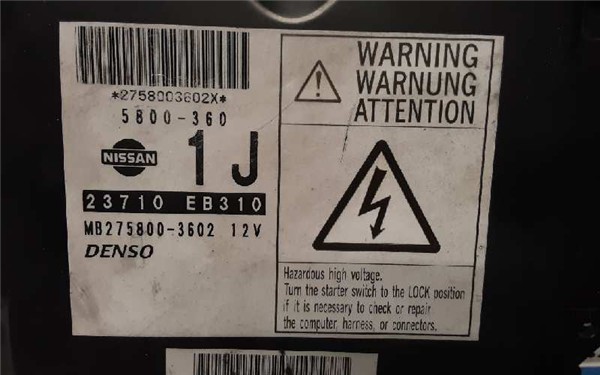 *2758003602X*
5800-360
NISSAN
1J
23710 EB310
MB275800-3602 12V
DENSO
WARNING
WARNUNG
ATTENTION
Hazardous high voltage.
Turn the starter switch to the LOCK position
if it is necessary to check or repair
the computer, harness, or connectors.